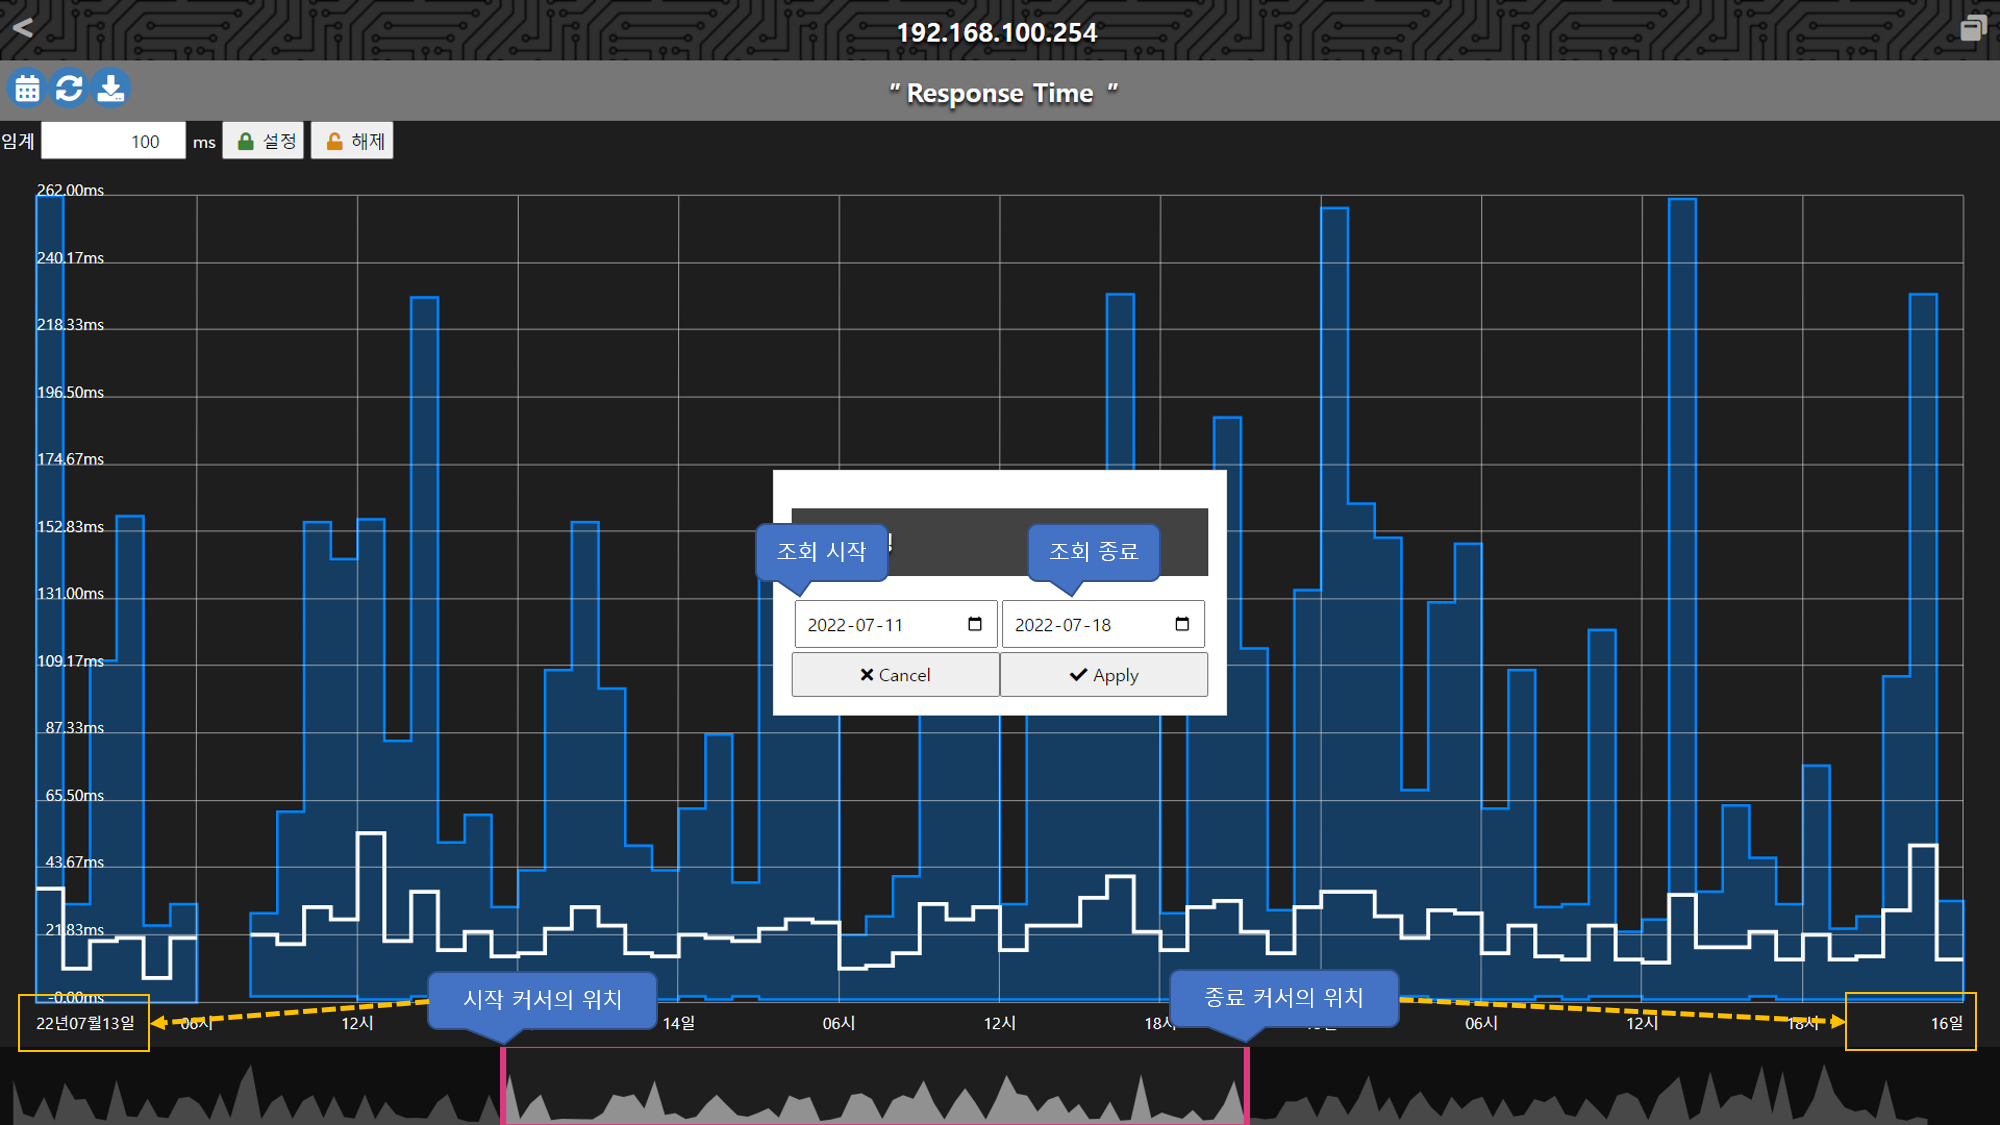 <
192.168.100.254
" Response Time "
임계 100 ms 설정 해제
262.00ms
240.17ms
218.33ms
196.50ms
174.67ms
152.83ms
131.00ms
109.17ms
87.33ms
65.50ms
43.67ms
21.83ms
-0.00ms
조회 시작
조회 종료
2022-07-11
2022-07-18
Cancel
Apply
시작 커서의 위치
종료 커서의 위치
22년07월13일 06시 12시 14일 06시 12시 18시 06시 12시 18시 16일